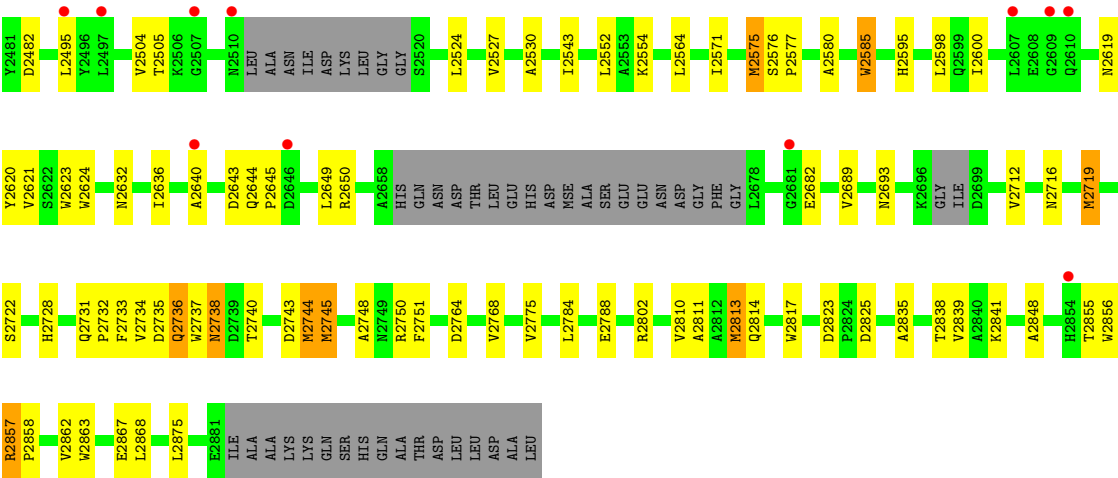 Y2481 D2482 L2495 Y2496 L2497 V2504 T2505 K2506 G2507 N2510 LEU ALA ASN ILE ASP LYS LEU GLY GLY S2520 L2524 V2527 A2530 I2543 L2552 A2553 K2554 L2564 I2571 M2575 S2576 P2577 A2580 W2585 H2595 L2598 Q2599 I2600 L2607 E2608 G2609 Q2610 N2619
Y2620 V2621 S2622 W2623 W2624 N2632 I2636 A2640 D2643 Q2644 P2645 D2646 L2649 R2650 A2658 HIS GLN ASN ASP THR LEU GLU HIS ASP MSE ALA SER GLU GLU ASN ASP GLY PHE GLY L2678 G2681 E2682 V2689 N2693 K2696 GLY ILE D2699 V2712 N2716 M2719
S2722 H2728 Q2731 P2732 F2733 V2734 D2735 Q2736 W2737 N2738 D2739 T2740 D2743 M2744 M2745 A2748 N2749 R2750 F2751 D2764 V2768 V2775 L2784 E2788 R2802 V2810 A2811 A2812 M2813 Q2814 W2817 D2823 P2824 D2825 A2835 T2838 V2839 A2840 K2841 A2848 H2854 T2855 W2856
R2857 P2858 V2862 W2863 E2867 L2868 L2875 E2881 ILE ALA ALA LYS LYS GLN SER HIS GLN ALA THR ASP LEU LEU ASP ALA LEU